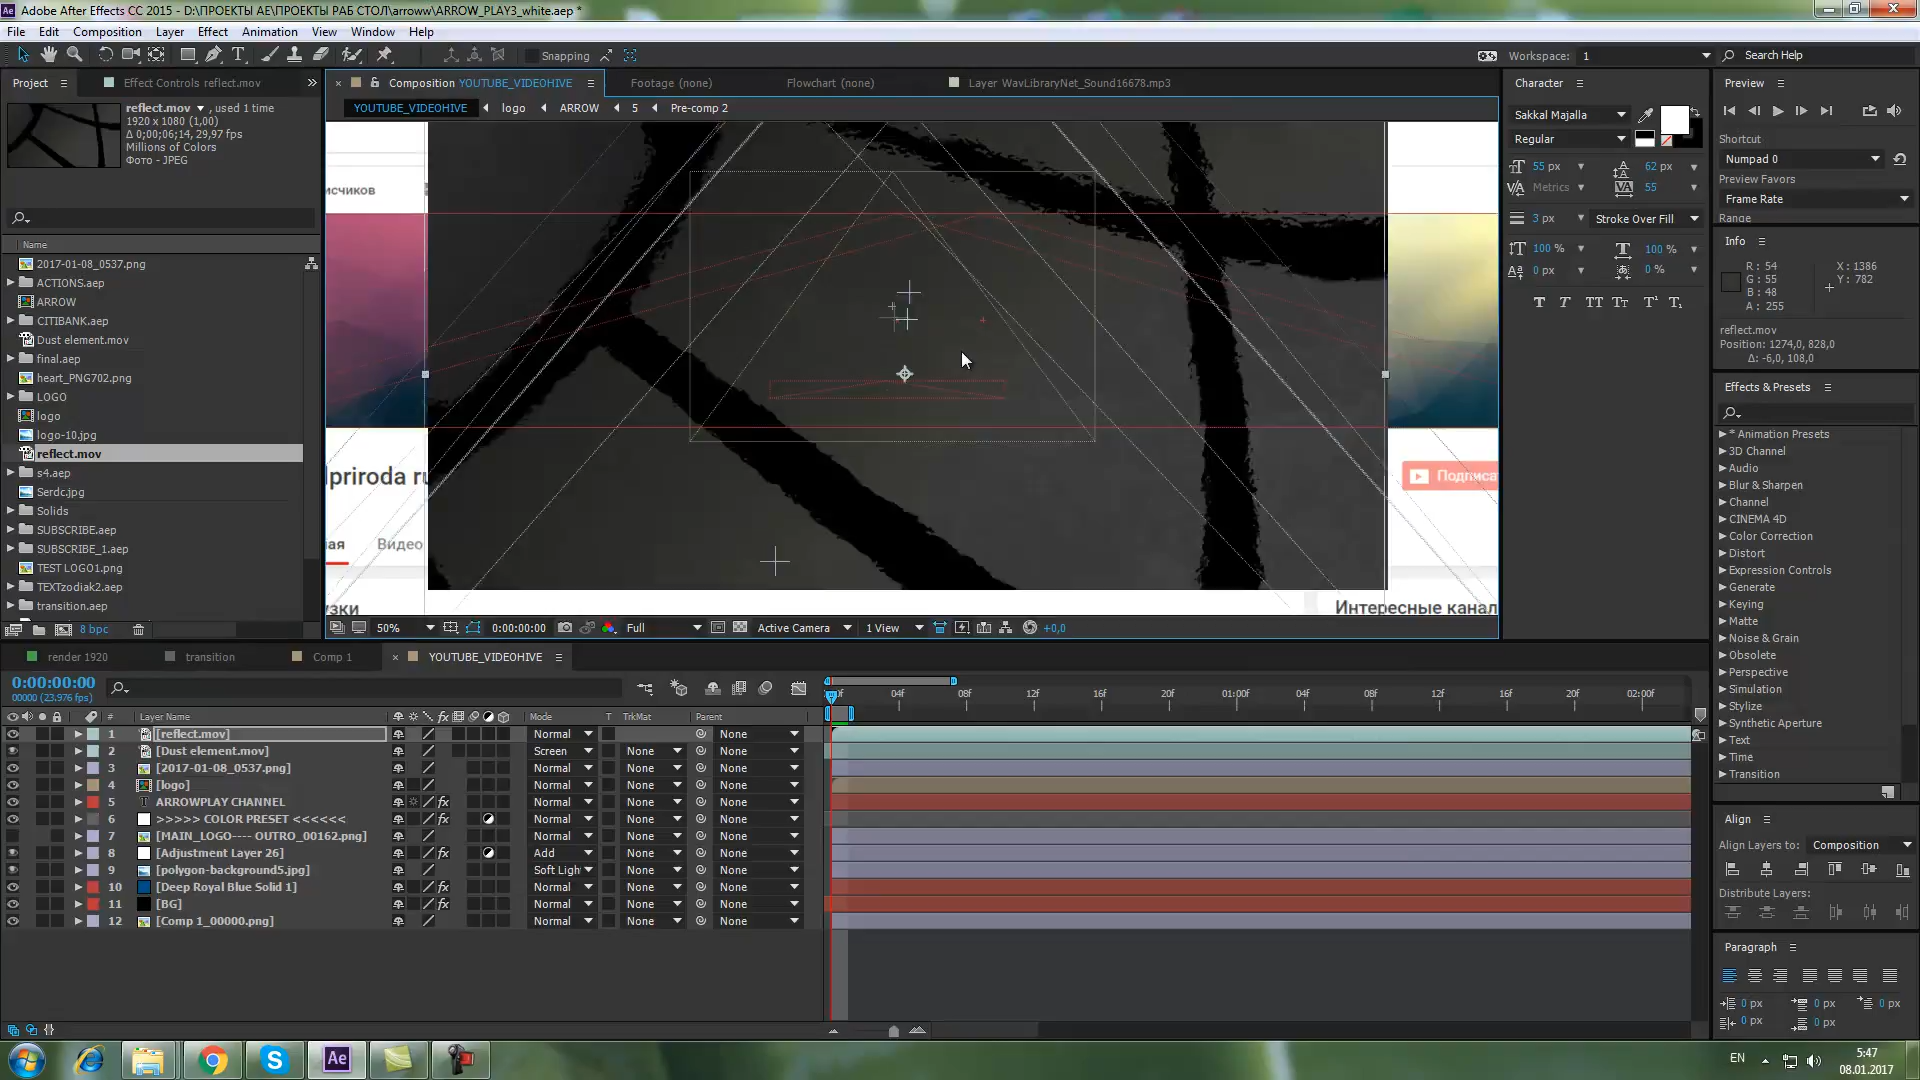 Adobe After Effects CC 2015 - D:\ПРОЕКТЫ АЕ\ПРОЕКТЫ РАБ СТОЛ\arroww\ARROW_PLAY3_white.aep *
File Edit Composition Layer Effect Animation View Window Help
Snapping
Workspace: 1
Search Help
Project
Effect Controls reflect.mov
Composition YOUTUBE_VIDEOHIVE
Footage (none)
Flowchart (none)
Layer WavLibraryNet_Sound16678.mp3
YOUTUBE_VIDEOHIVE logo ARROW 5 Pre-comp 2
reflect.mov , used 1 time
1920 x 1080 (1,00)
Δ 0;00;06;14, 29,97 fps
Millions of Colors
Фото - JPEG
Name
2017-01-08_0537.png
ACTIONS.aep
ARROW
CITIBANK.aep
Dust element.mov
final.aep
heart_PNG702.png
LOGO
logo
logo-10.jpg
reflect.mov
s4.aep
Serdc.jpg
Solids
SUBSCRIBE.aep
SUBSCRIBE_1.aep
TEST LOGO1.png
TEXTzodiak2.aep
transition.aep
8 bpc
исчиков
lpriroda ru
ая Видео
узки
Подписа
Интересные канал
50%
0:00:00:00
Full
Active Camera
1 View
+0,0
Character
Sakkal Majalla
Regular
55 px
62 px
Metrics
55
3 px
Stroke Over Fill
100 %
100 %
0 px
0 %
T T TT Tт T¹ T₁
Preview
Shortcut
Numpad 0
Preview Favors
Frame Rate
Range
Info
R : 54
G : 55
B : 48
A : 255
X : 1386
Y : 782
reflect.mov
Position: 1274,0, 828,0
Δ: -6,0, 108,0
Effects & Presets
* Animation Presets
3D Channel
Audio
Blur & Sharpen
Channel
CINEMA 4D
Color Correction
Distort
Expression Controls
Generate
Keying
Matte
Noise & Grain
Obsolete
Perspective
Simulation
Stylize
Synthetic Aperture
Text
Time
Transition
Align
Align Layers to: Composition
Distribute Layers:
Paragraph
0 px 0 px 0 px
0 px 0 px
render 1920
transition
Comp 1
YOUTUBE_VIDEOHIVE
0:00:00:00
00000 (23.976 fps)
04f 08f 12f 16f 20f 01:00f 04f 08f 12f 16f 20f 02:00f
# Layer Name Mode T TrkMat Parent
1 [reflect.mov] Normal None
2 [Dust element.mov] Screen None None
3 [2017-01-08_0537.png] Normal None None
4 [logo] Normal None None
5 T ARROWPLAY CHANNEL fx Normal None None
6 >>>>> COLOR PRESET <<<<<< fx Normal None None
7 [MAIN_LOGO---- OUTRO_00162.png] Normal None None
8 [Adjustment Layer 26] fx Add None None
9 [polygon-background5.jpg] Soft Ligh None None
10 [Deep Royal Blue Solid 1] fx Normal None None
11 [BG] fx Normal None None
12 [Comp 1_00000.png] Normal None None
Ae
EN
5:47
08.01.2017